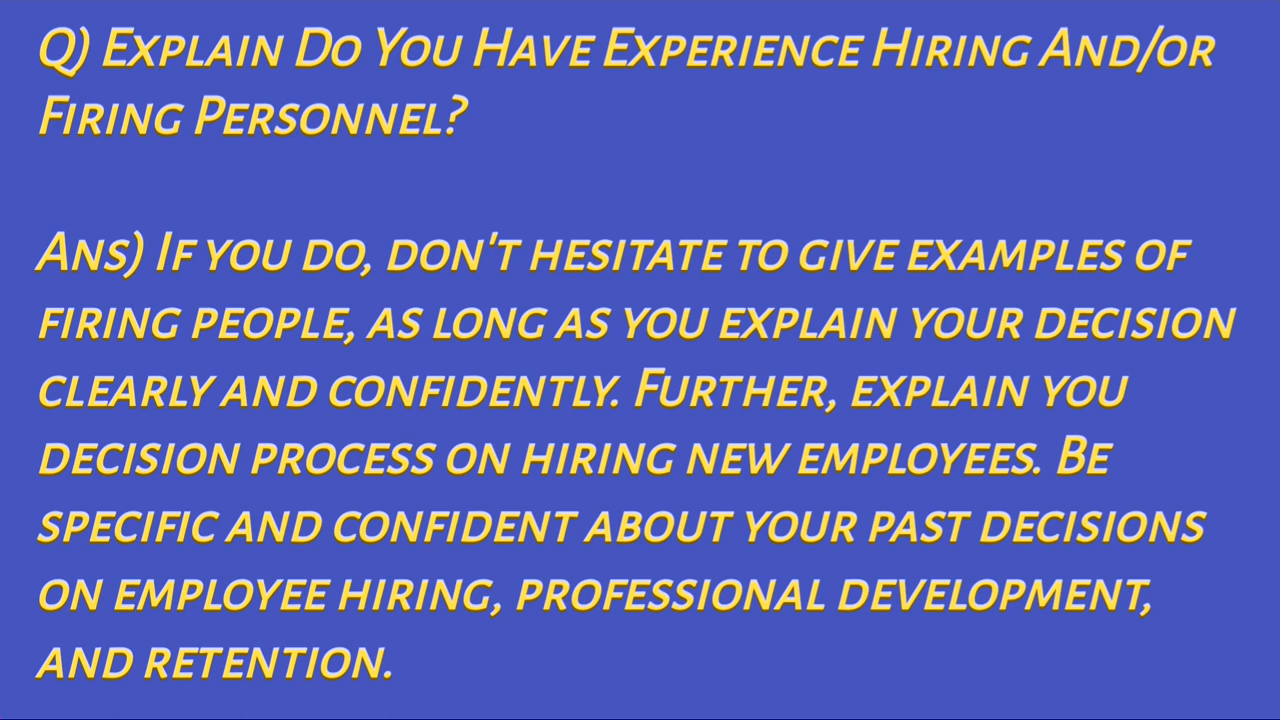 Q) Explain Do You Have Experience Hiring And/or
Firing Personnel?
Ans) If you do, don't hesitate to give examples of
firing people, as long as you explain your decision
clearly and confidently. Further, explain you
decision process on hiring new employees. Be
specific and confident about your past decisions
on employee hiring, professional development,
and retention.